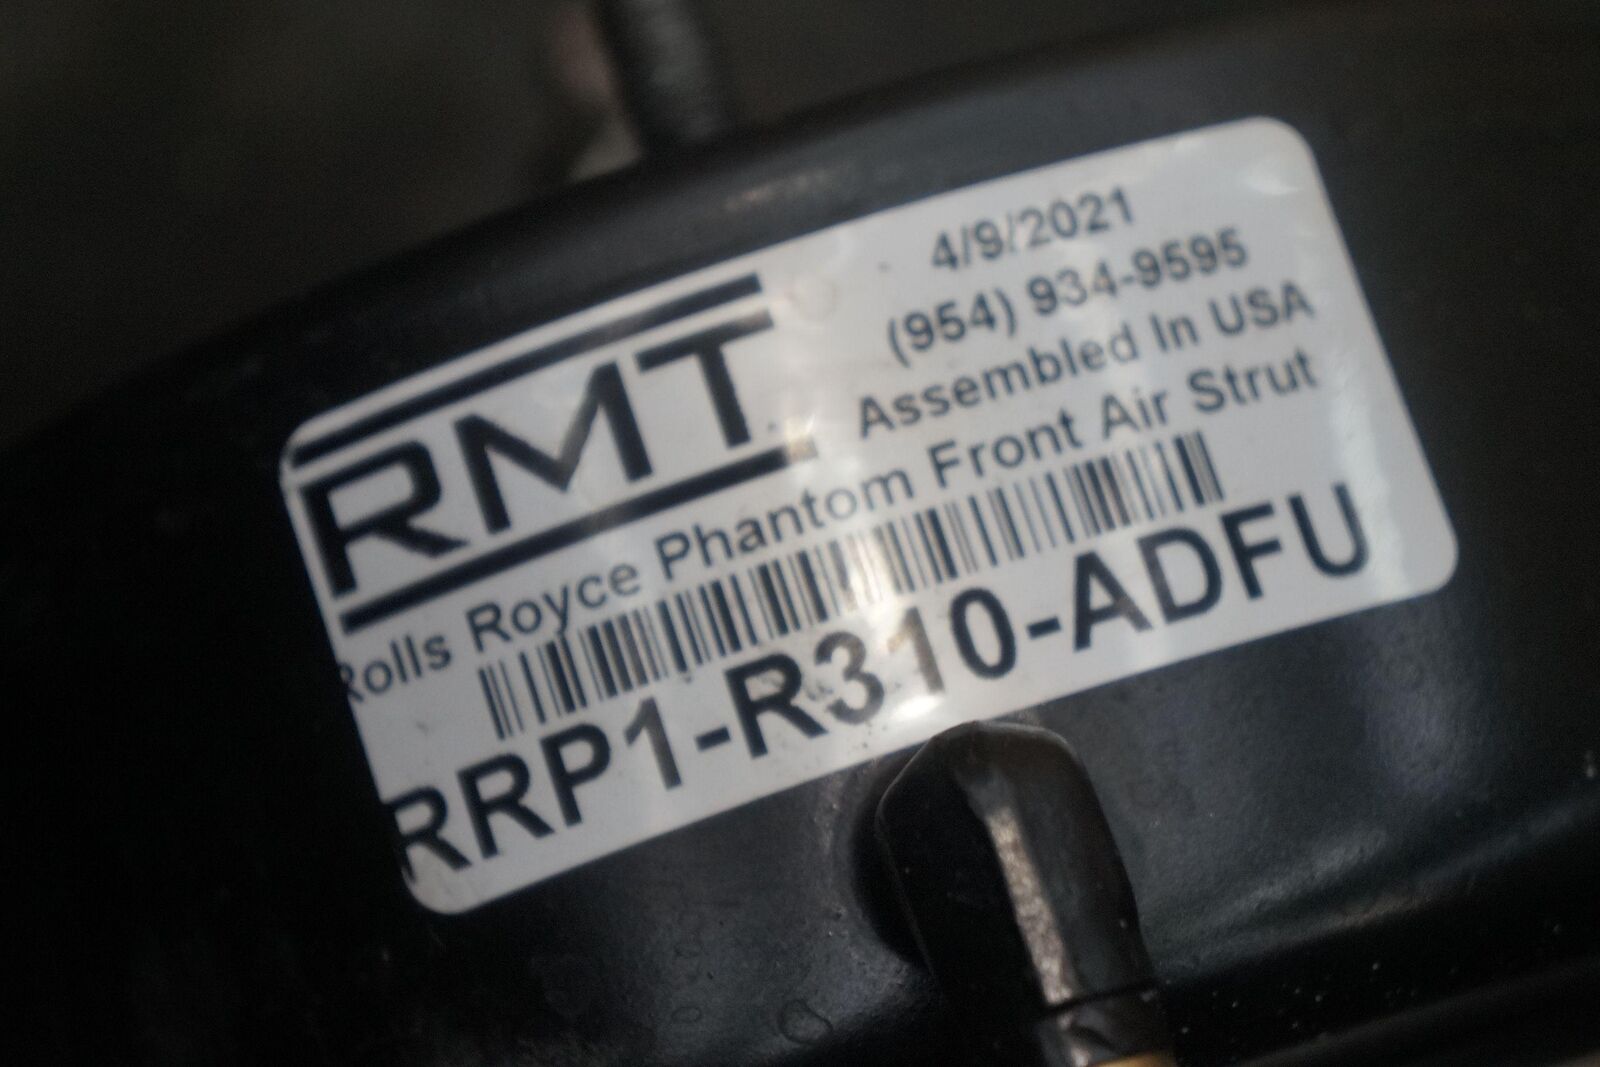 RMT
4/9/2021
(954) 934-9595
Assembled In USA
Rolls Royce Phantom Front Air Strut
RRP1-R310-ADFU